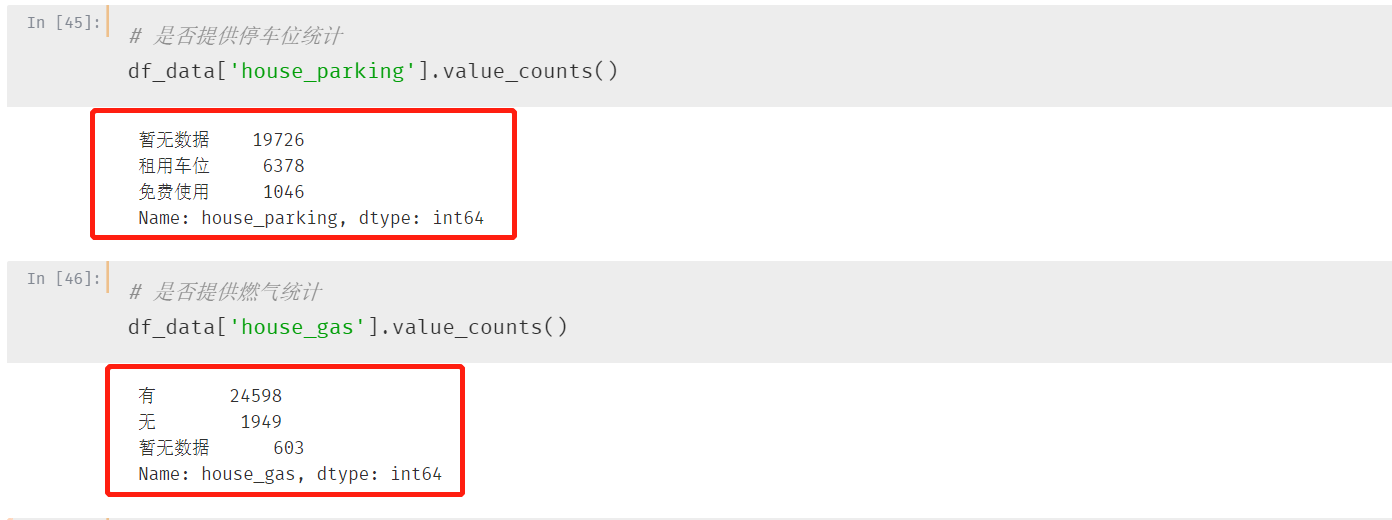 In [45]:
# 是否提供停车位统计
df_data['house_parking'].value_counts()
暂无数据    19726
租用车位     6378
免费使用     1046
Name: house_parking, dtype: int64
In [46]:
# 是否提供燃气统计
df_data['house_gas'].value_counts()
有       24598
无        1949
暂无数据      603
Name: house_gas, dtype: int64